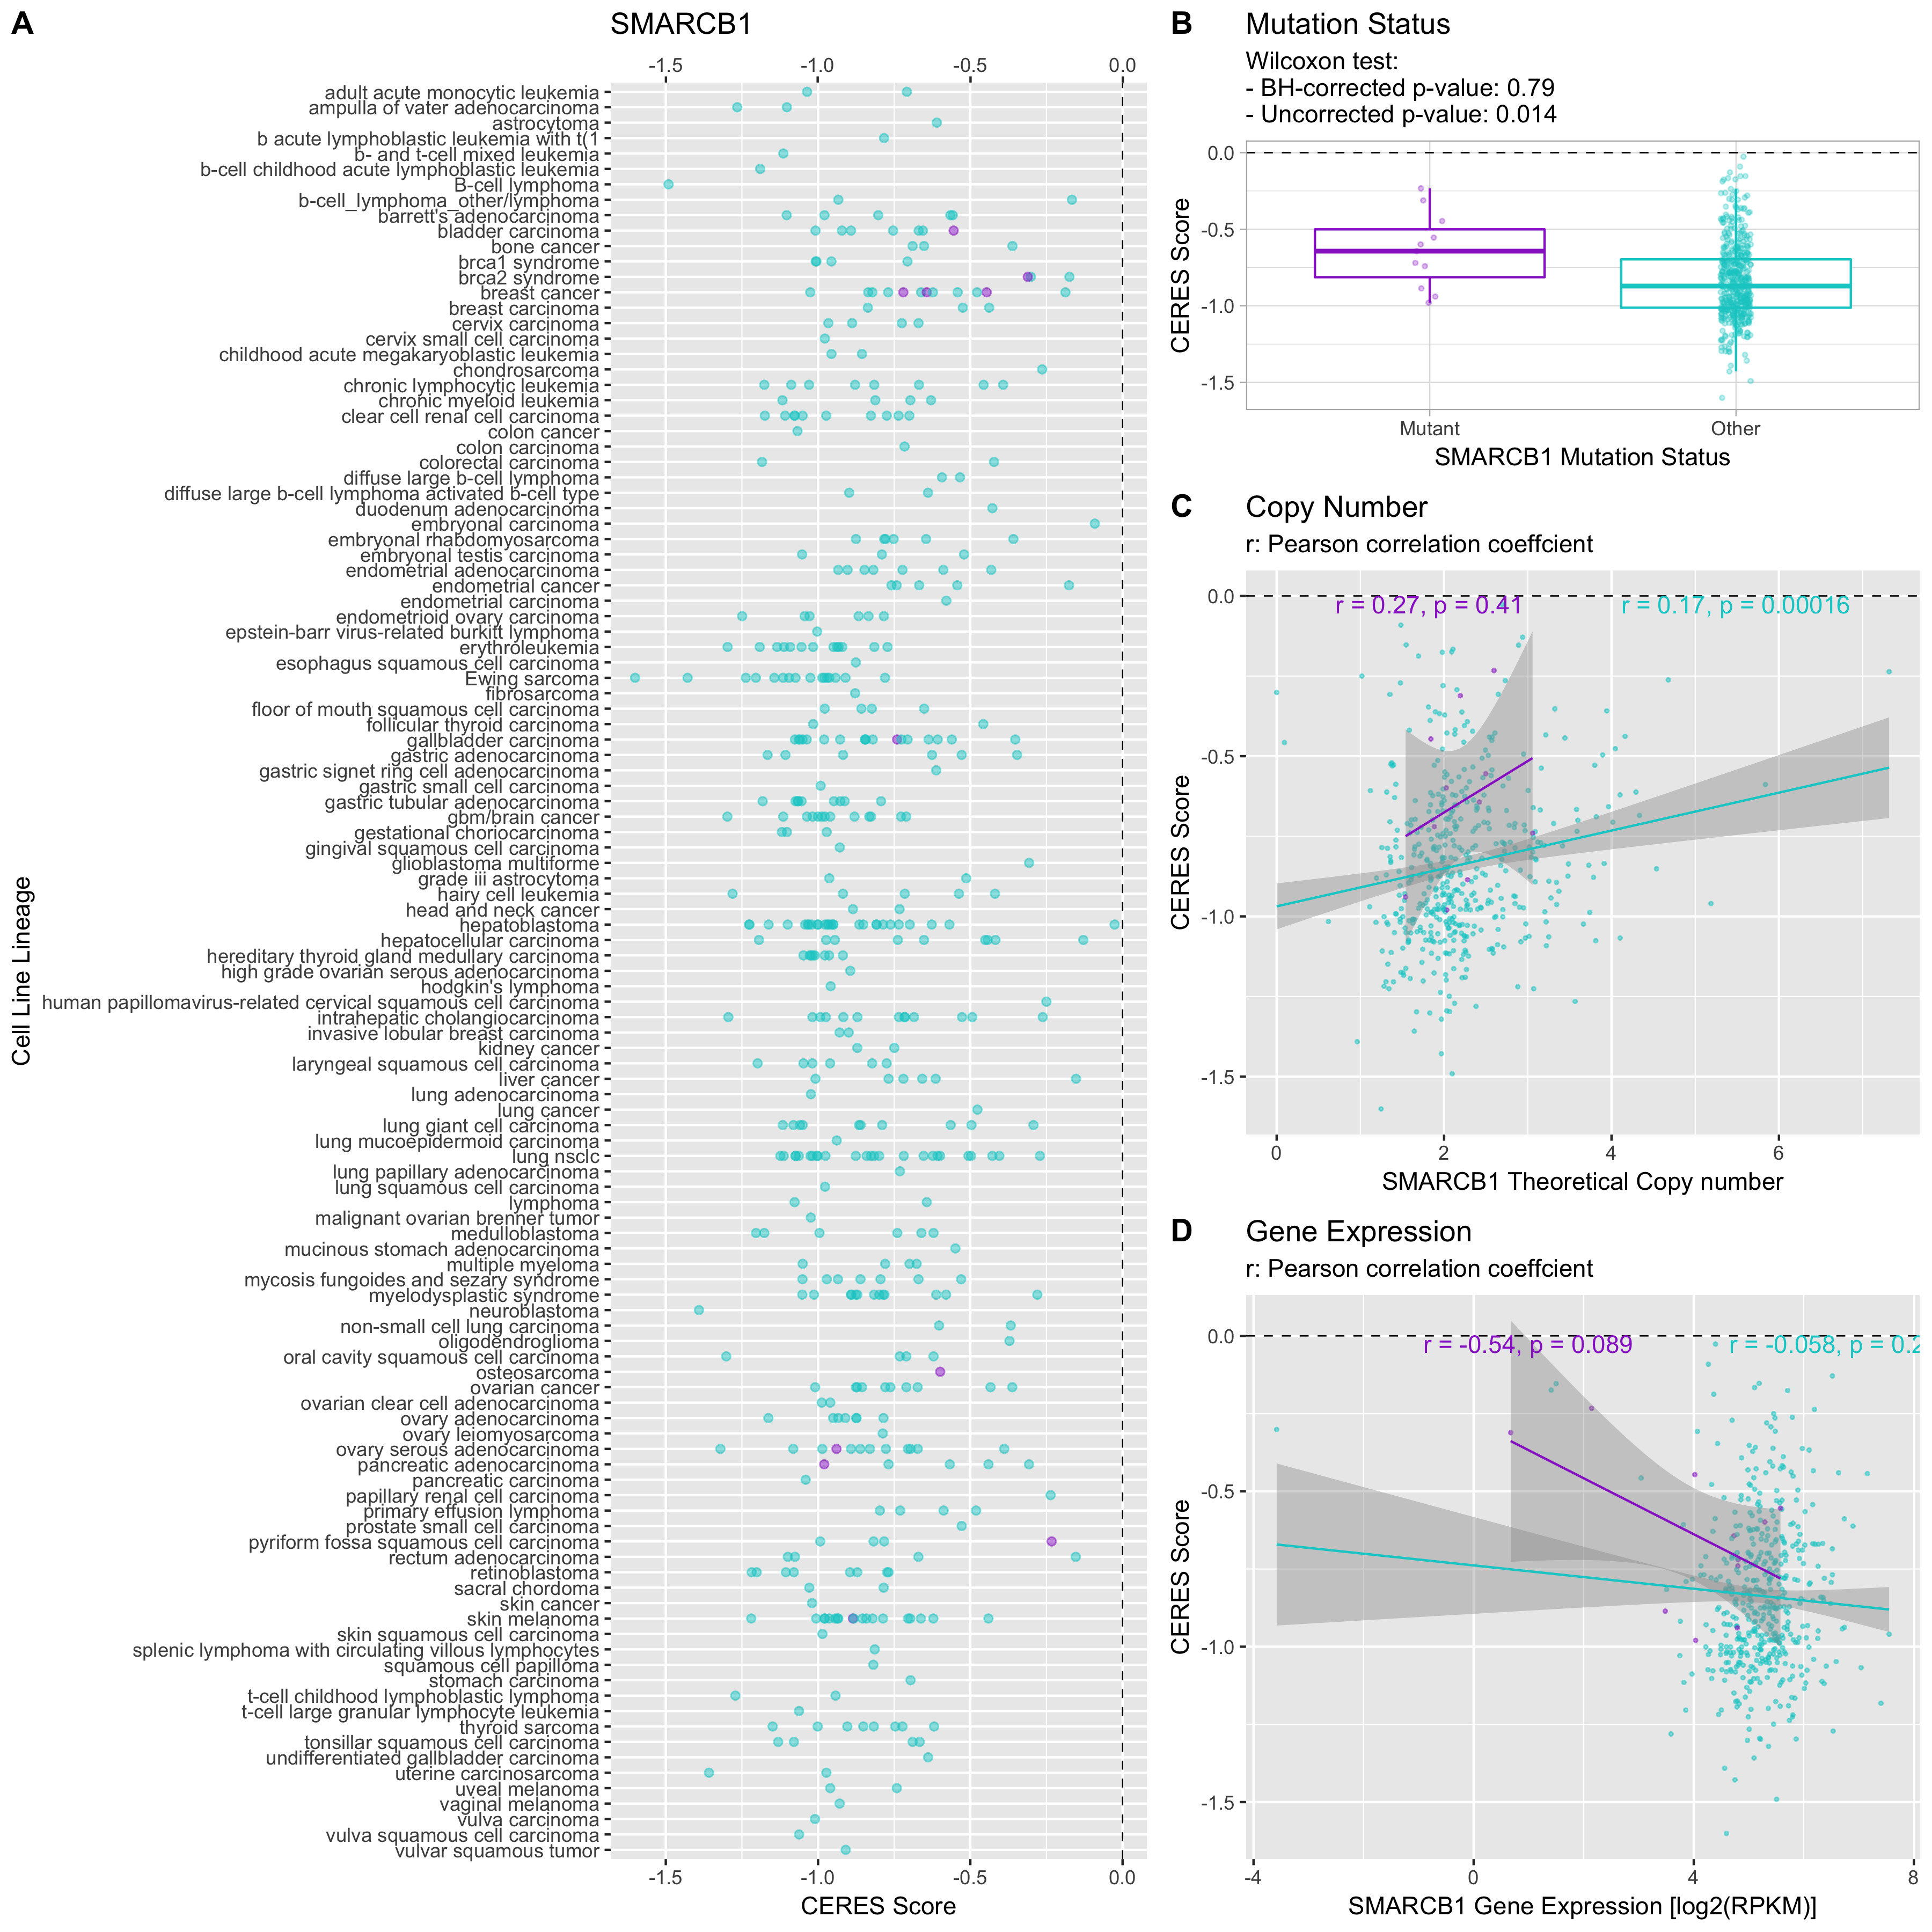 A
SMARCB1
-1.5 -1.0 -0.5 0.0
Cell Line Lineage
adult acute monocytic leukemia
ampulla of vater adenocarcinoma
astrocytoma
b acute lymphoblastic leukemia with t(1
b- and t-cell mixed leukemia
b-cell childhood acute lymphoblastic leukemia
B-cell lymphoma
b-cell_lymphoma_other/lymphoma
barrett's adenocarcinoma
bladder carcinoma
bone cancer
brca1 syndrome
brca2 syndrome
breast cancer
breast carcinoma
cervix carcinoma
cervix small cell carcinoma
childhood acute megakaryoblastic leukemia
chondrosarcoma
chronic lymphocytic leukemia
chronic myeloid leukemia
clear cell renal cell carcinoma
colon cancer
colon carcinoma
colorectal carcinoma
diffuse large b-cell lymphoma
diffuse large b-cell lymphoma activated b-cell type
duodenum adenocarcinoma
embryonal carcinoma
embryonal rhabdomyosarcoma
embryonal testis carcinoma
endometrial adenocarcinoma
endometrial cancer
endometrial carcinoma
endometrioid ovary carcinoma
epstein-barr virus-related burkitt lymphoma
erythroleukemia
esophagus squamous cell carcinoma
Ewing sarcoma
fibrosarcoma
floor of mouth squamous cell carcinoma
follicular thyroid carcinoma
gallbladder carcinoma
gastric adenocarcinoma
gastric signet ring cell adenocarcinoma
gastric small cell carcinoma
gastric tubular adenocarcinoma
gbm/brain cancer
gestational choriocarcinoma
gingival squamous cell carcinoma
glioblastoma multiforme
grade iii astrocytoma
hairy cell leukemia
head and neck cancer
hepatoblastoma
hepatocellular carcinoma
hereditary thyroid gland medullary carcinoma
high grade ovarian serous adenocarcinoma
hodgkin's lymphoma
human papillomavirus-related cervical squamous cell carcinoma
intrahepatic cholangiocarcinoma
invasive lobular breast carcinoma
kidney cancer
laryngeal squamous cell carcinoma
liver cancer
lung adenocarcinoma
lung cancer
lung giant cell carcinoma
lung mucoepidermoid carcinoma
lung nsclc
lung papillary adenocarcinoma
lung squamous cell carcinoma
lymphoma
malignant ovarian brenner tumor
medulloblastoma
mucinous stomach adenocarcinoma
multiple myeloma
mycosis fungoides and sezary syndrome
myelodysplastic syndrome
neuroblastoma
non-small cell lung carcinoma
oligodendroglioma
oral cavity squamous cell carcinoma
osteosarcoma
ovarian cancer
ovarian clear cell adenocarcinoma
ovary adenocarcinoma
ovary leiomyosarcoma
ovary serous adenocarcinoma
pancreatic adenocarcinoma
pancreatic carcinoma
papillary renal cell carcinoma
primary effusion lymphoma
prostate small cell carcinoma
pyriform fossa squamous cell carcinoma
rectum adenocarcinoma
retinoblastoma
sacral chordoma
skin cancer
skin melanoma
skin squamous cell carcinoma
splenic lymphoma with circulating villous lymphocytes
squamous cell papilloma
stomach carcinoma
t-cell childhood lymphoblastic lymphoma
t-cell large granular lymphocyte leukemia
thyroid sarcoma
tonsillar squamous cell carcinoma
undifferentiated gallbladder carcinoma
uterine carcinosarcoma
uveal melanoma
vaginal melanoma
vulva carcinoma
vulva squamous cell carcinoma
vulvar squamous tumor
-1.5 -1.0 -0.5 0.0
CERES Score
B
Mutation Status
Wilcoxon test:
- BH-corrected p-value: 0.79
- Uncorrected p-value: 0.014
CERES Score
0.0
-0.5
-1.0
-1.5
Mutant Other
SMARCB1 Mutation Status
C
Copy Number
r: Pearson correlation coeffcient
r = 0.27, p = 0.41 r = 0.17, p = 0.00016
CERES Score
0.0
-0.5
-1.0
-1.5
0 2 4 6
SMARCB1 Theoretical Copy number
D
Gene Expression
r: Pearson correlation coeffcient
r = -0.54, p = 0.089 r = -0.058, p = 0.2
CERES Score
0.0
-0.5
-1.0
-1.5
-4 0 4 8
SMARCB1 Gene Expression [log2(RPKM)]